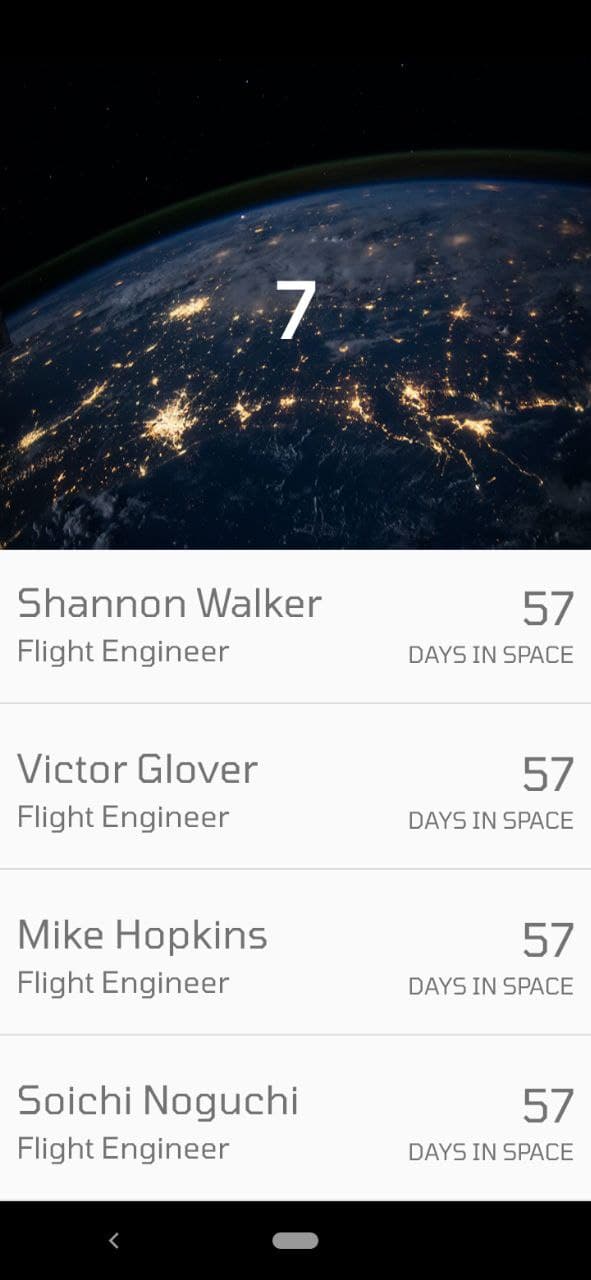 7
Shannon Walker
57
Flight Engineer
DAYS IN SPACE
Victor Glover
57
Flight Engineer
DAYS IN SPACE
Mike Hopkins
57
Flight Engineer
DAYS IN SPACE
Soichi Noguchi
57
Flight Engineer
DAYS IN SPACE